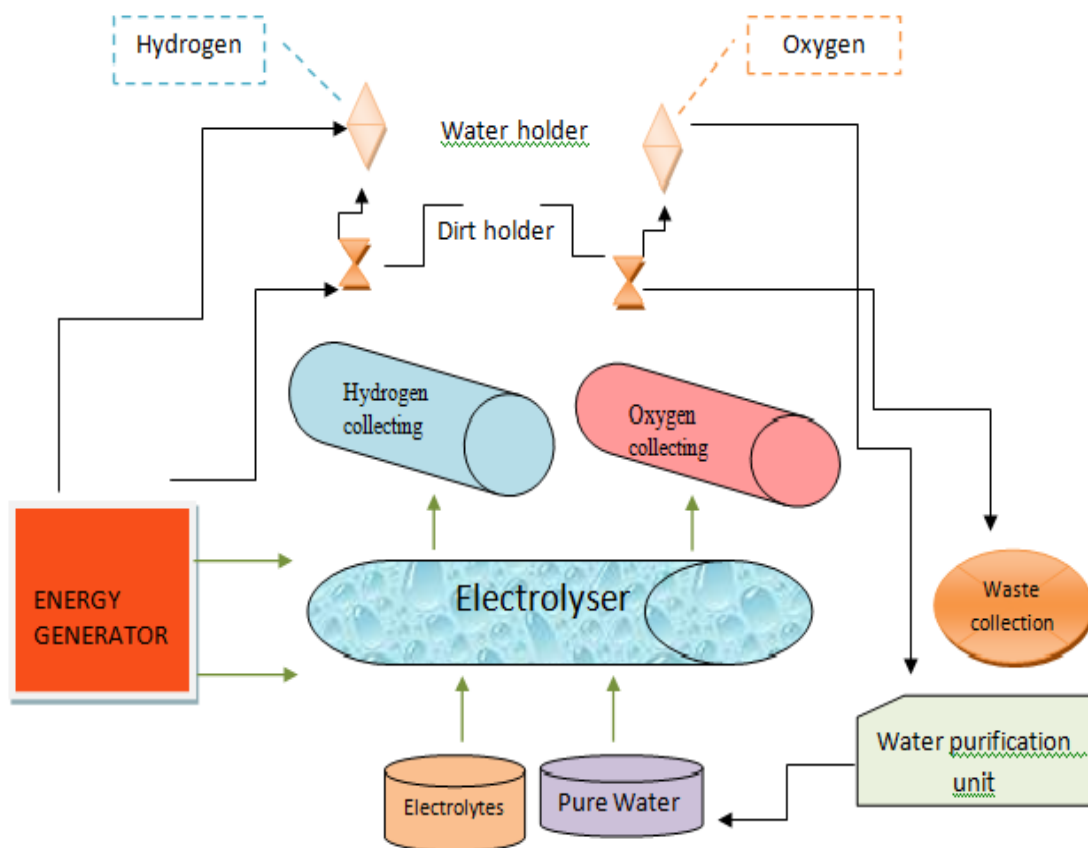 Hydrogen
Oxygen
Water holder
Dirt holder
Hydrogen
collecting
Oxygen
collecting
ENERGY
GENERATOR
Electrolyser
Waste
collection
Water purification
unit
Electrolytes
Pure Water